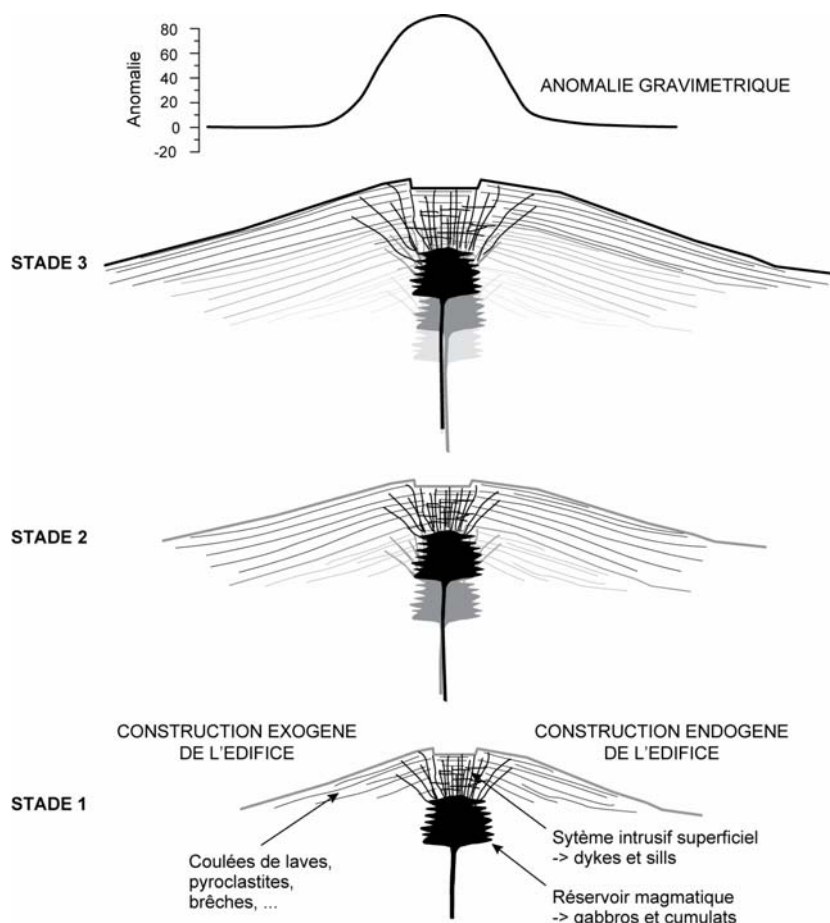 80
60
40
20
0
-20
Anomalie
ANOMALIE GRAVIMETRIQUE
STADE 3
STADE 2
CONSTRUCTION EXOGENE
DE L'EDIFICE
CONSTRUCTION ENDOGENE
DE L'EDIFICE
STADE 1
Coulées de laves,
pyroclastites,
brêches, ...
Sytème intrusif superficiel
-> dykes et sills
Réservoir magmatique
-> gabbros et cumulats